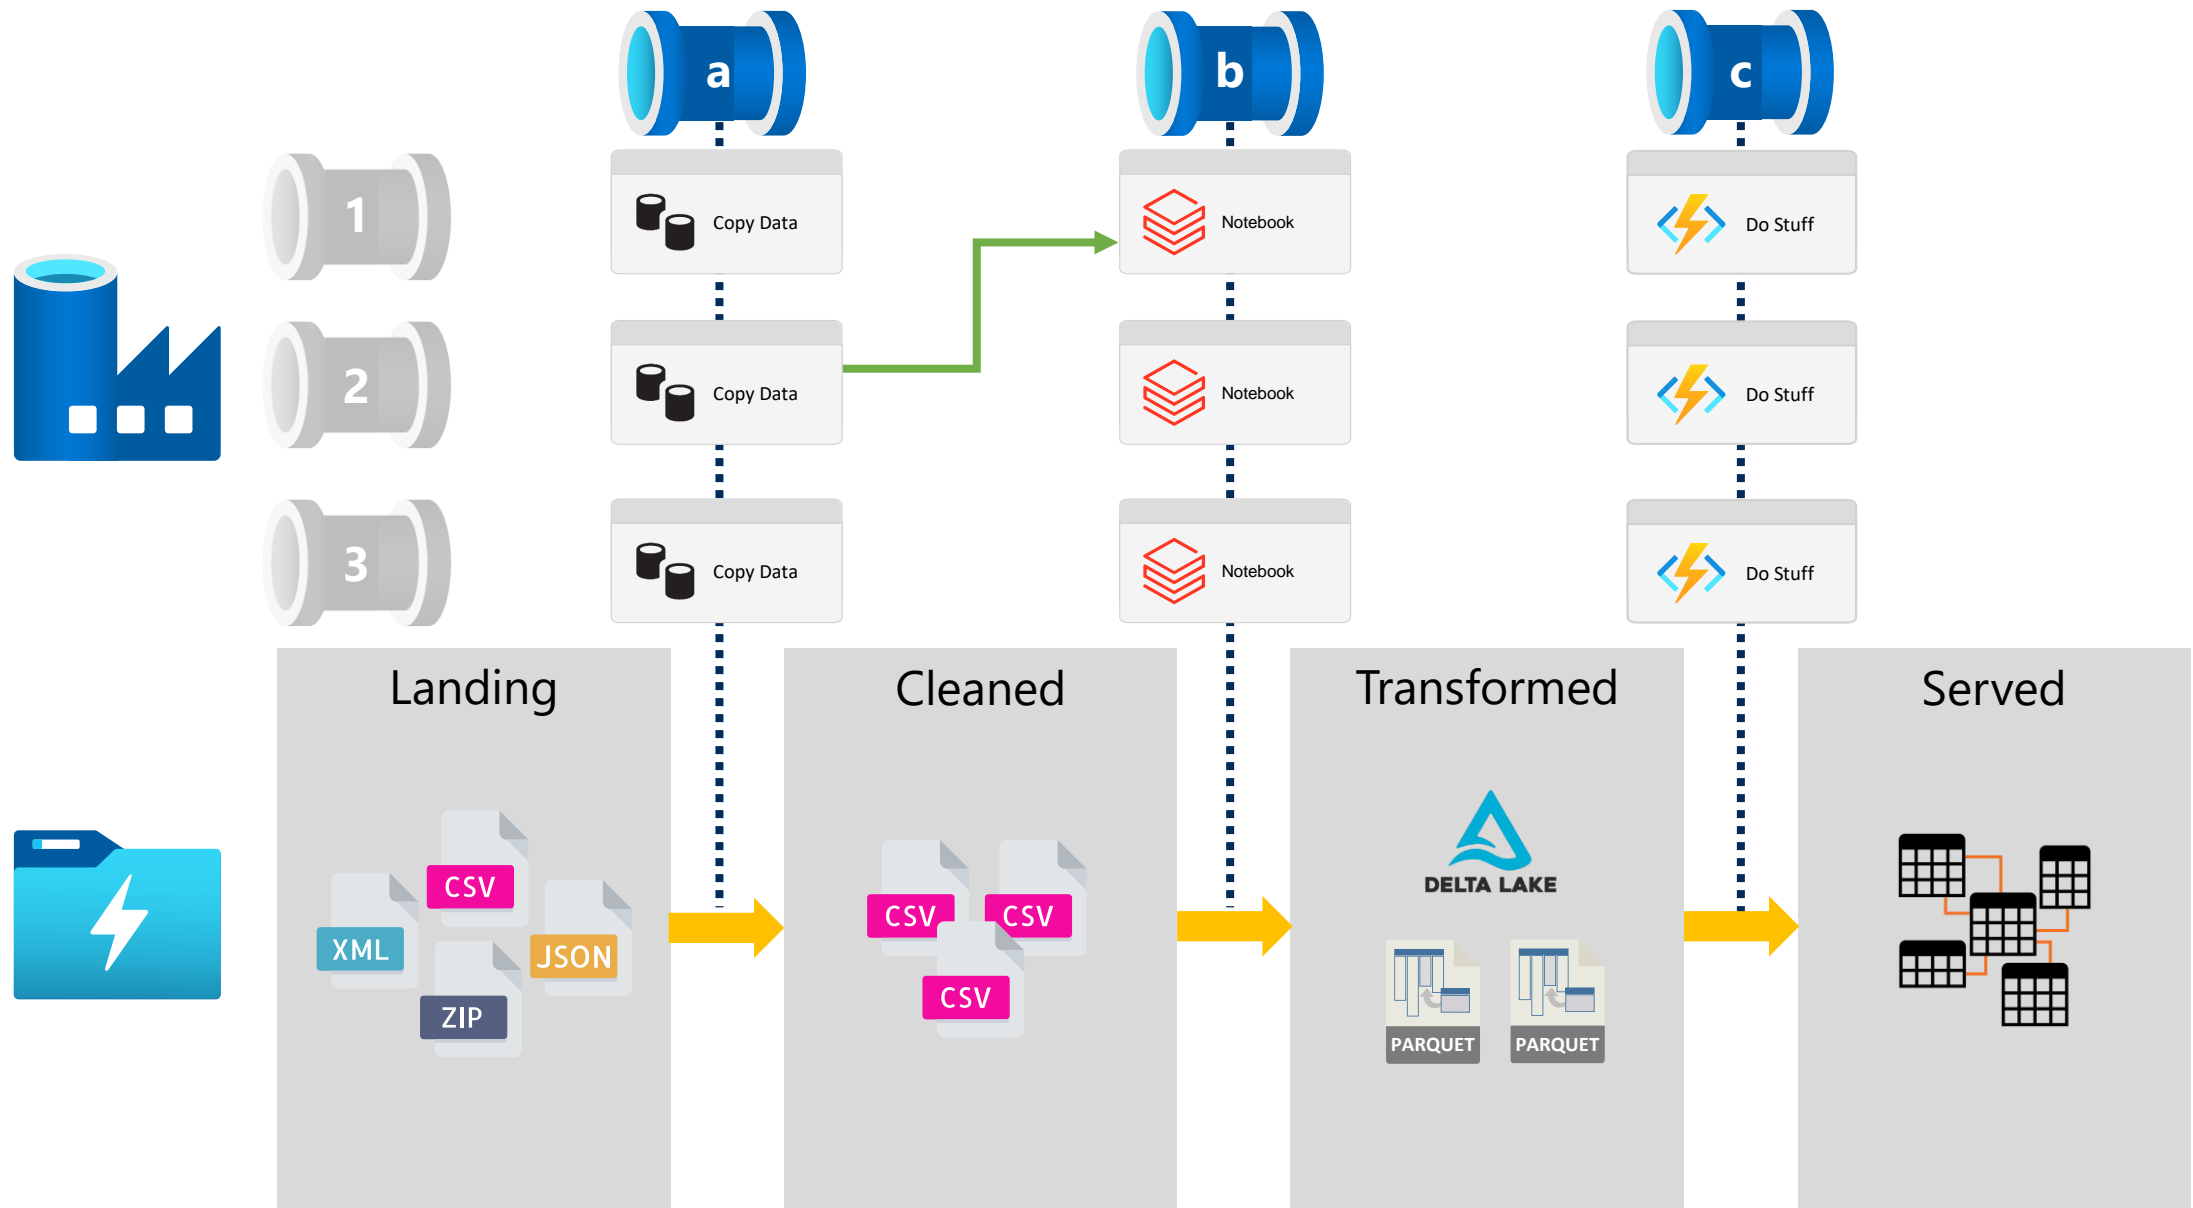 a
b
c
1
Copy Data
Notebook
Do Stuff
2
Copy Data
Notebook
Do Stuff
3
Copy Data
Notebook
Do Stuff
Landing
Cleaned
Transformed
Served
CSV
XML
JSON
ZIP
CSV
CSV
CSV
DELTA LAKE
PARQUET
PARQUET